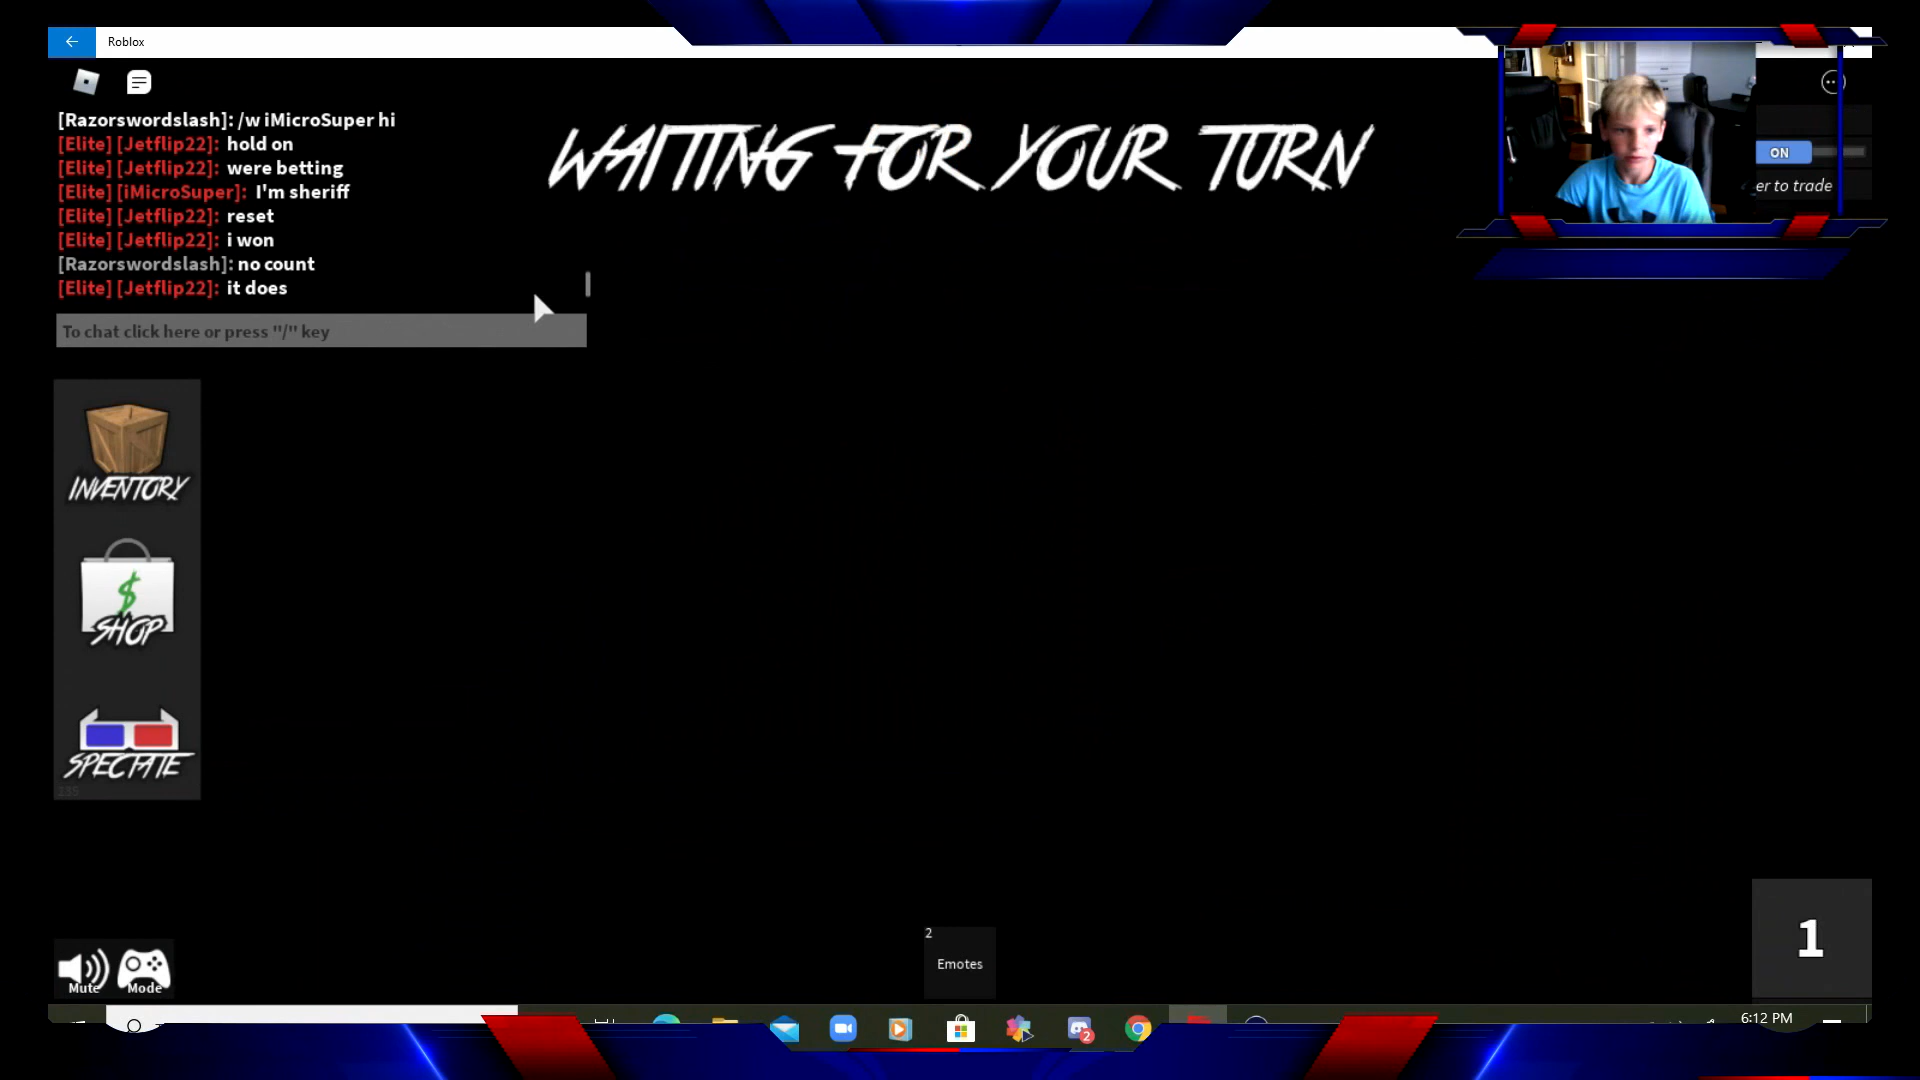 Roblox
[Razorswordslash]: /w iMicroSuper hi
[Elite] [Jetflip22]: hold on
[Elite] [Jetflip22]: were betting
[Elite] [iMicroSuper]: I'm sheriff
[Elite] [Jetflip22]: reset
[Elite] [Jetflip22]: i won
[Razorswordslash]: no count
[Elite] [Jetflip22]: it does
To chat click here or press "/" key
WAITING FOR YOUR TURN
ON
er to trade
INVENTORY
$
SHOP
SPECTATE
135
Mute
Mode
2
Emotes
1
2
6:12 PM